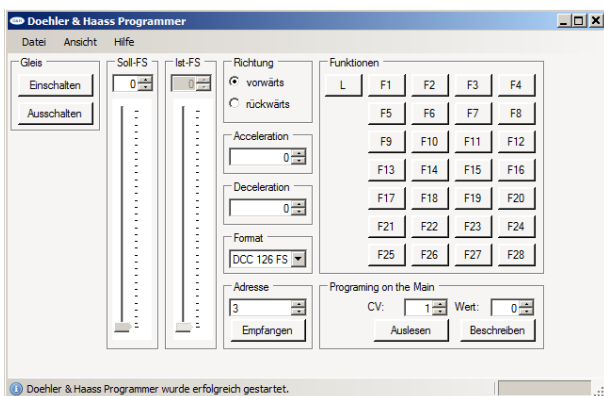 Doehler & Haass Programmer
Datei Ansicht Hilfe
Gleis
Einschalten
Ausschalten
Soll-FS
0
Ist-FS
0
Richtung
vorwärts
rückwärts
Acceleration
0
Deceleration
0
Format
DCC 126 FS
Adresse
3
Empfangen
Funktionen
L F1 F2 F3 F4
F5 F6 F7 F8
F9 F10 F11 F12
F13 F14 F15 F16
F17 F18 F19 F20
F21 F22 F23 F24
F25 F26 F27 F28
Programing on the Main
CV: 1 Wert: 0
Auslesen Beschreiben
Doehler & Haass Programmer wurde erfolgreich gestartet.